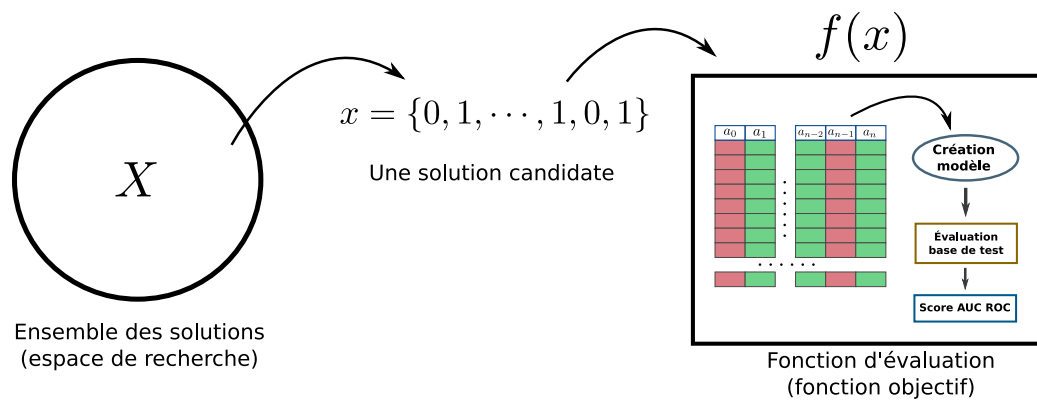 X
Ensemble des solutions
(espace de recherche)
x = {0, 1, ⋯, 1, 0, 1}
Une solution candidate
f(x)
a₀ a₁ aₙ₋₂ aₙ₋₁ aₙ
Création
modèle
Évaluation
base de test
Score AUC ROC
Fonction d'évaluation
(fonction objectif)